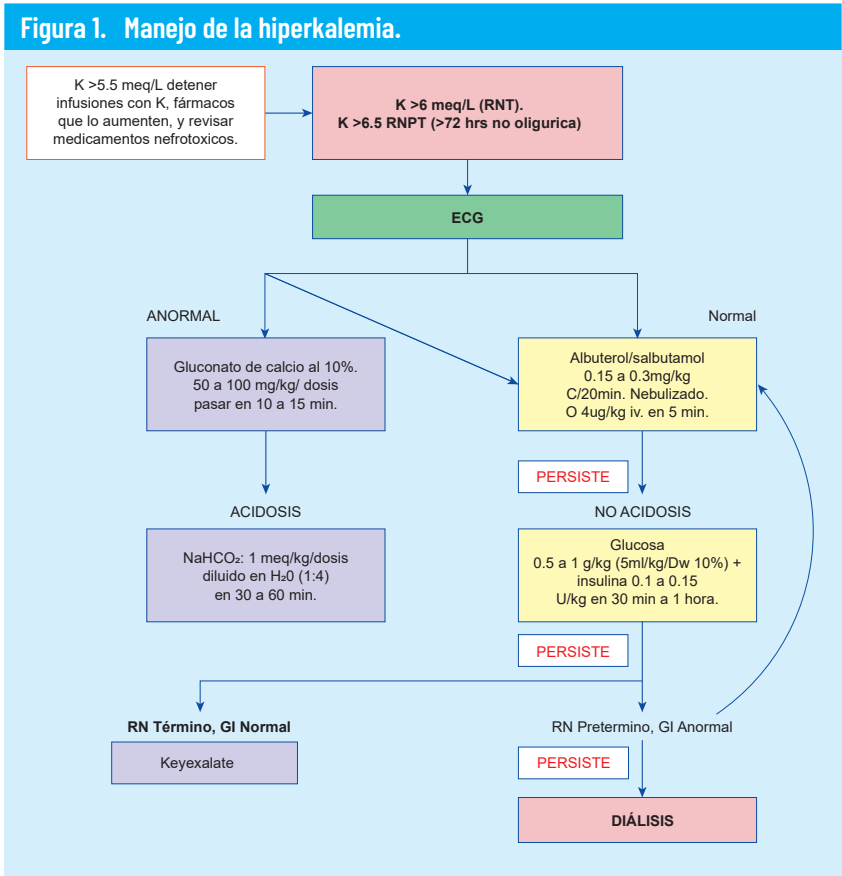 Figura 1. Manejo de la hiperkalemia.
K >5.5 meq/L detener
infusiones con K, fármacos
que lo aumenten, y revisar
medicamentos nefrotoxicos.
K >6 meq/L (RNT).
K >6.5 RNPT (>72 hrs no oligurica)
ECG
ANORMAL
Normal
Gluconato de calcio al 10%.
50 a 100 mg/kg/ dosis
pasar en 10 a 15 min.
Albuterol/salbutamol
0.15 a 0.3mg/kg
C/20min. Nebulizado.
O 4ug/kg iv. en 5 min.
PERSISTE
ACIDOSIS
NO ACIDOSIS
NaHCO₂: 1 meq/kg/dosis
diluido en H₂0 (1:4)
en 30 a 60 min.
Glucosa
0.5 a 1 g/kg (5ml/kg/Dw 10%) +
insulina 0.1 a 0.15
U/kg en 30 min a 1 hora.
PERSISTE
RN Término, GI Normal
RN Pretermino, GI Anormal
Keyexalate
PERSISTE
DIÁLISIS